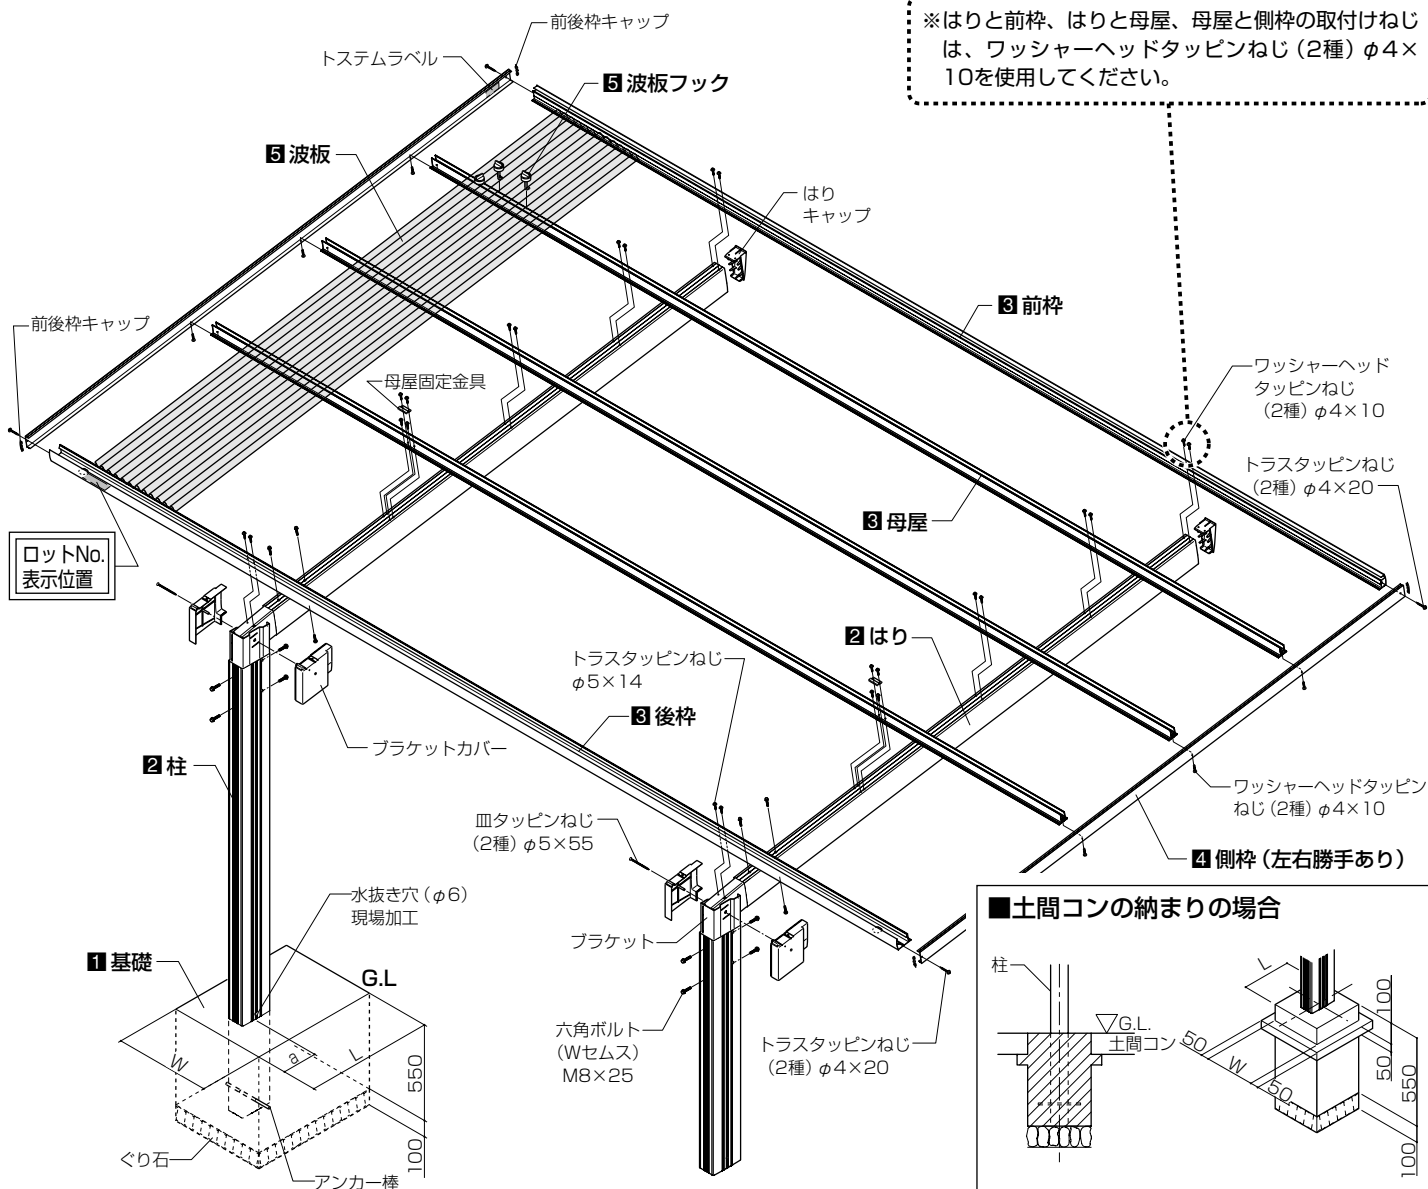 ※はりと前枠、はりと母屋、母屋と側枠の取付けねじ
は、ワッシャーヘッドタッピンねじ（2種）φ4×
10を使用してください。
前後枠キャップ
トステムラベル
5 波板フック
5 波板
はり
キャップ
3 前枠
前後枠キャップ
母屋固定金具
ワッシャーヘッド
タッピンねじ
（2種）φ4×10
トラスタッピンねじ
（2種）φ4×20
3 母屋
ロットNo.
表示位置
2 はり
トラスタッピンねじ
φ5×14
3 後枠
ブラケットカバー
2 柱
ワッシャーヘッドタッピン
ねじ（2種）φ4×10
皿タッピンねじ
（2種）φ5×55
4 側枠（左右勝手あり）
水抜き穴（φ6）
現場加工
ブラケット
1 基礎
G.L
W
a
L
550
100
六角ボルト
（Wセムス）
M8×25
トラスタッピンねじ
（2種）φ4×20
ぐり石
アンカー棒
■土間コンの納まりの場合
柱
G.L.
土間コン
L
50
W
50
100
50
550
100